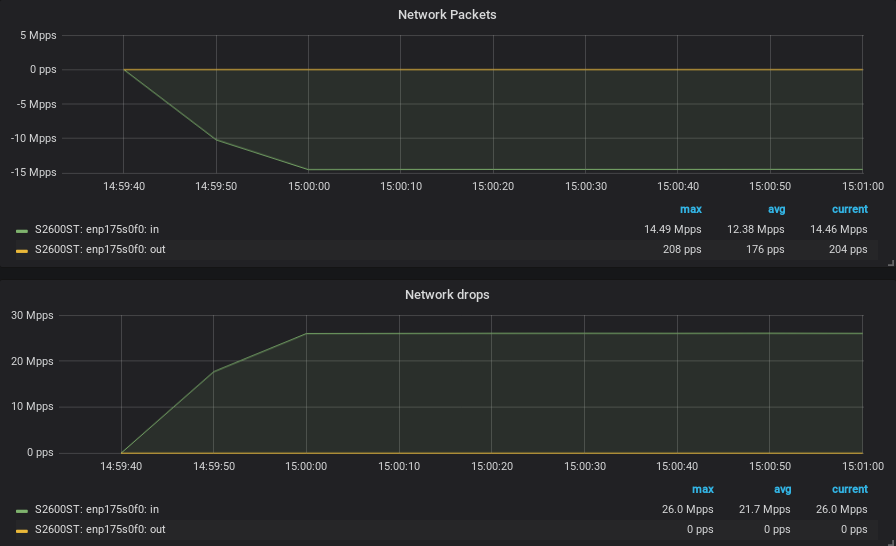 Network Packets
5 Mpps
0 pps
-5 Mpps
-10 Mpps
-15 Mpps
14:59:40 14:59:50 15:00:00 15:00:10 15:00:20 15:00:30 15:00:40 15:00:50 15:01:00
max avg current
S2600ST: enp175s0f0: in 14.49 Mpps 12.38 Mpps 14.46 Mpps
S2600ST: enp175s0f0: out 208 pps 176 pps 204 pps
Network drops
30 Mpps
20 Mpps
10 Mpps
0 pps
14:59:40 14:59:50 15:00:00 15:00:10 15:00:20 15:00:30 15:00:40 15:00:50 15:01:00
max avg current
S2600ST: enp175s0f0: in 26.0 Mpps 21.7 Mpps 26.0 Mpps
S2600ST: enp175s0f0: out 0 pps 0 pps 0 pps